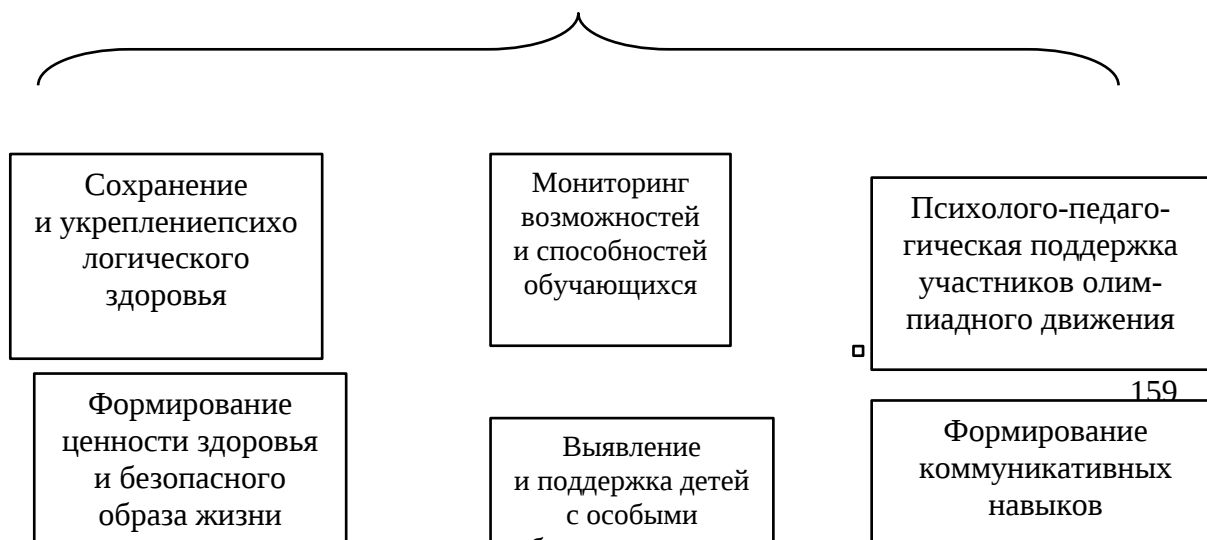 Сохранение
и укреплениепсихо
логического
здоровья
Мониторинг
возможностей
и способностей
обучающихся
Психолого-педаго-
гическая поддержка
участников олим-
пиадного движения
159
Формирование
ценности здоровья
и безопасного
образа жизни
Выявление
и поддержка детей
с особыми
Формирование
коммуникативных
навыков